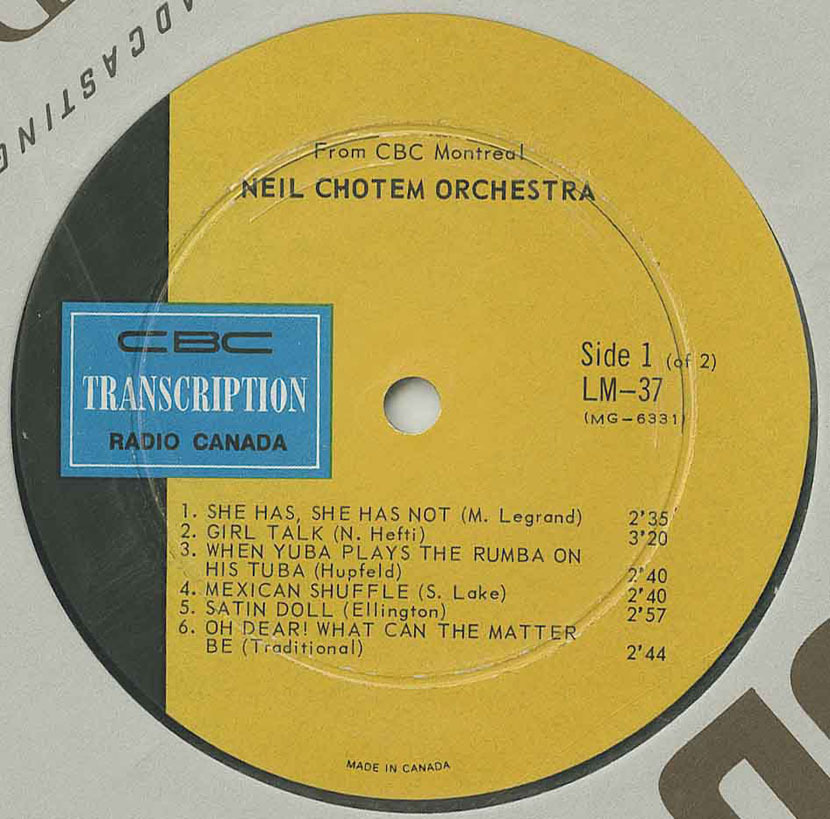 ADCASTING
From CBC Montreal
NEIL CHOTEM ORCHESTRA
CBC
TRANSCRIPTION
RADIO CANADA
Side 1 (of 2)
LM-37
(MG-6331)
1. SHE HAS, SHE HAS NOT (M. Legrand) 2'35
2. GIRL TALK (N. Hefti) 3'20
3. WHEN YUBA PLAYS THE RUMBA ON
HIS TUBA (Hupfeld) 2'40
4. MEXICAN SHUFFLE (S. Lake) 2'40
5. SATIN DOLL (Ellington) 2'57
6. OH DEAR! WHAT CAN THE MATTER
BE (Traditional) 2'44
MADE IN CANADA